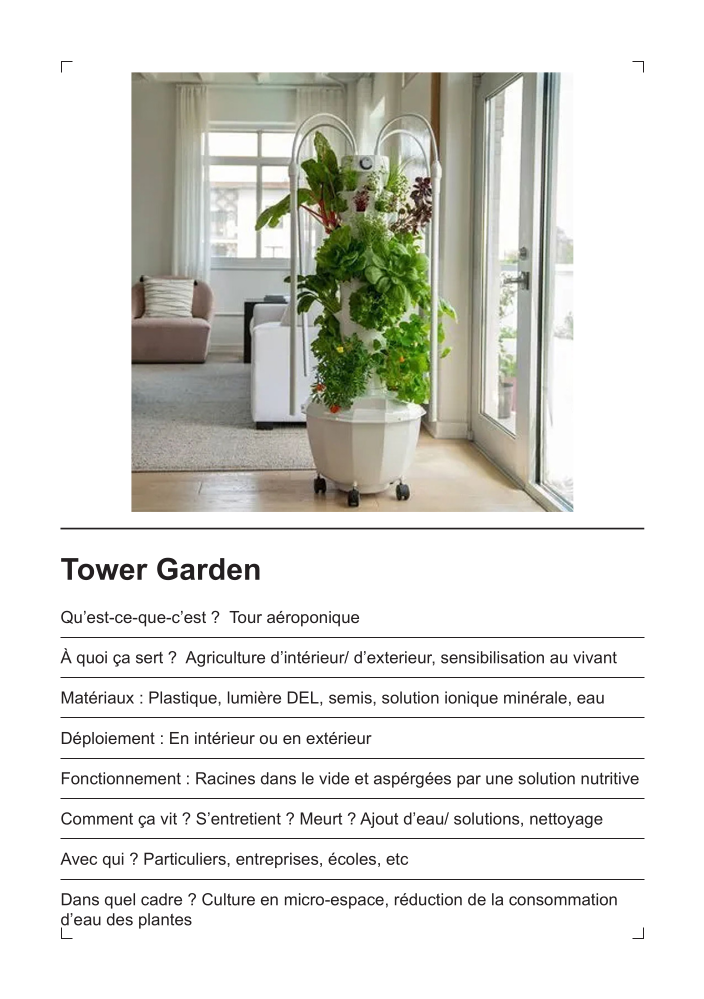 Tower Garden
Qu’est-ce-que-c’est ?  Tour aéroponique
À quoi ça sert ?  Agriculture d’intérieur/ d’exterieur, sensibilisation au vivant
Matériaux : Plastique, lumière DEL, semis, solution ionique minérale, eau
Déploiement : En intérieur ou en extérieur
Fonctionnement : Racines dans le vide et aspérgées par une solution nutritive
Comment ça vit ? S’entretient ? Meurt ? Ajout d’eau/ solutions, nettoyage
Avec qui ? Particuliers, entreprises, écoles, etc
Dans quel cadre ? Culture en micro-espace, réduction de la consommation
d’eau des plantes